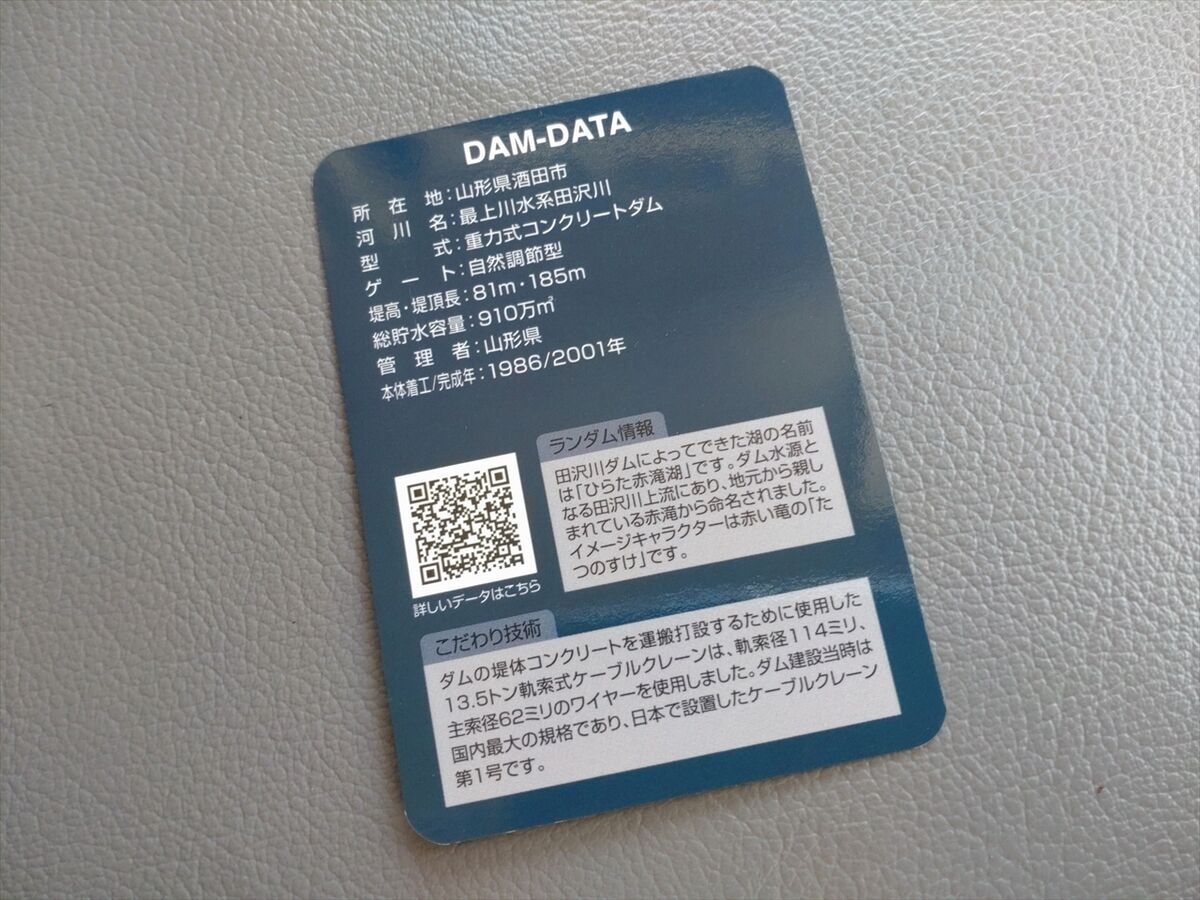 DAM-DATA
所在地：山形県酒田市
河川名：最上川水系田沢川
型式：重力式コンクリートダム
ゲート：自然調節型
堤高・堤頂長：81m・185m
総貯水容量：910万㎥
管理者：山形県
本体着工/完成年：1986/2001年
ランダム情報
田沢川ダムによってできた湖の名前
は「ひらた赤滝湖」です。ダム水源と
なる田沢川上流にあり、地元から親し
まれている赤滝から命名されました。
イメージキャラクターは赤い竜の「た
つのすけ」です。
詳しいデータはこちら
こだわり技術
ダムの堤体コンクリートを運搬打設するために使用した
13.5トン軌索式ケーブルクレーンは、軌索径114ミリ、
主索径62ミリのワイヤーを使用しました。ダム建設当時は
国内最大の規格であり、日本で設置したケーブルクレーン
第1号です。